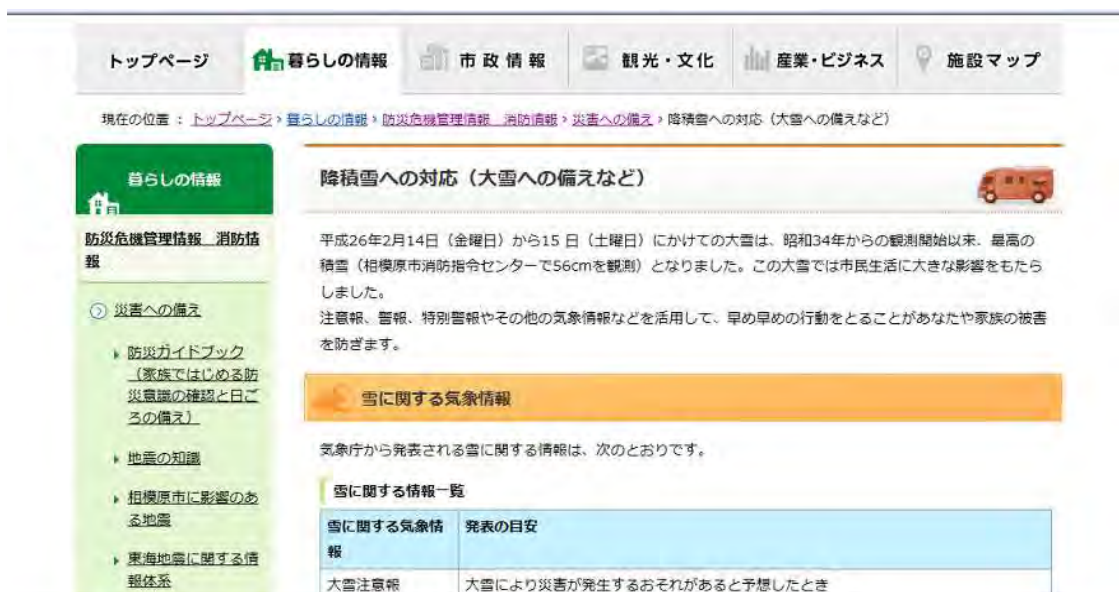 トップページ 暮らしの情報 市政情報 観光・文化 産業・ビジネス 施設マップ
現在の位置 : トップページ › 暮らしの情報 › 防災危機管理情報 消防情報 › 災害への備え › 降積雪への対応（大雪への備えなど）
暮らしの情報
防災危機管理情報 消防情
報
災害への備え
防災ガイドブック
（家族ではじめる防
災意識の確認と日ご
ろの備え）
地震の知識
相模原市に影響のあ
る地震
東海地震に関する情
報体系
降積雪への対応（大雪への備えなど）
平成26年2月14日（金曜日）から15 日（土曜日）にかけての大雪は、昭和34年からの観測開始以来、最高の
積雪（相模原市消防指令センターで56cmを観測）となりました。この大雪では市民生活に大きな影響をもたら
しました。
注意報、警報、特別警報やその他の気象情報などを活用して、早め早めの行動をとることがあなたや家族の被害
を防ぎます。
雪に関する気象情報
気象庁から発表される雪に関する情報は、次のとおりです。
雪に関する情報一覧
雪に関する気象情 発表の目安
報
大雪注意報 大雪により災害が発生するおそれがあると予想したとき